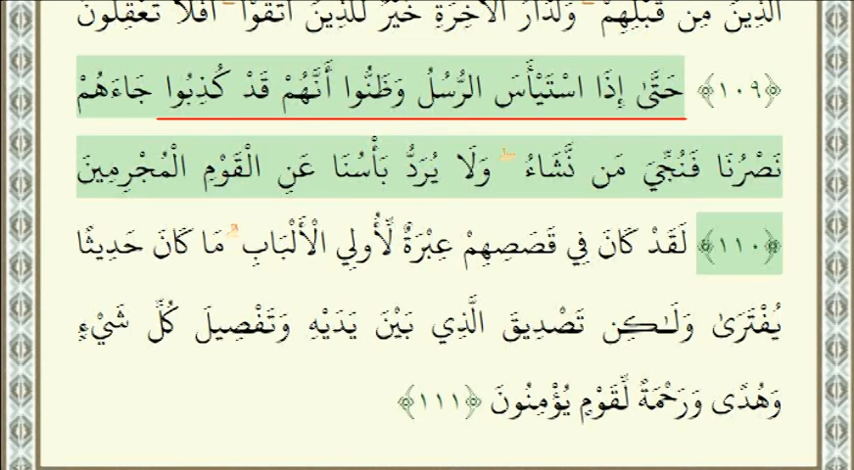 الَّذِينَ مِن قَبْلِهِمْ ۗ وَلَدَارُ الْآخِرَةِ خَيْرٌ لِّلَّذِينَ اتَّقَوْا ۗ أَفَلَا تَعْقِلُونَ
﴿١٠٩﴾ حَتَّىٰ إِذَا اسْتَيْأَسَ الرُّسُلُ وَظَنُّوا أَنَّهُمْ قَدْ كُذِبُوا جَاءَهُمْ
نَصْرُنَا فَنُجِّيَ مَن نَّشَاءُ ۖ وَلَا يُرَدُّ بَأْسُنَا عَنِ الْقَوْمِ الْمُجْرِمِينَ
﴿١١٠﴾ لَقَدْ كَانَ فِي قَصَصِهِمْ عِبْرَةٌ لِّأُولِي الْأَلْبَابِ ۗ مَا كَانَ حَدِيثًا
يُفْتَرَىٰ وَلَـٰكِن تَصْدِيقَ الَّذِي بَيْنَ يَدَيْهِ وَتَفْصِيلَ كُلِّ شَيْءٍ
وَهُدًى وَرَحْمَةً لِّقَوْمٍ يُؤْمِنُونَ ﴿١١١﴾